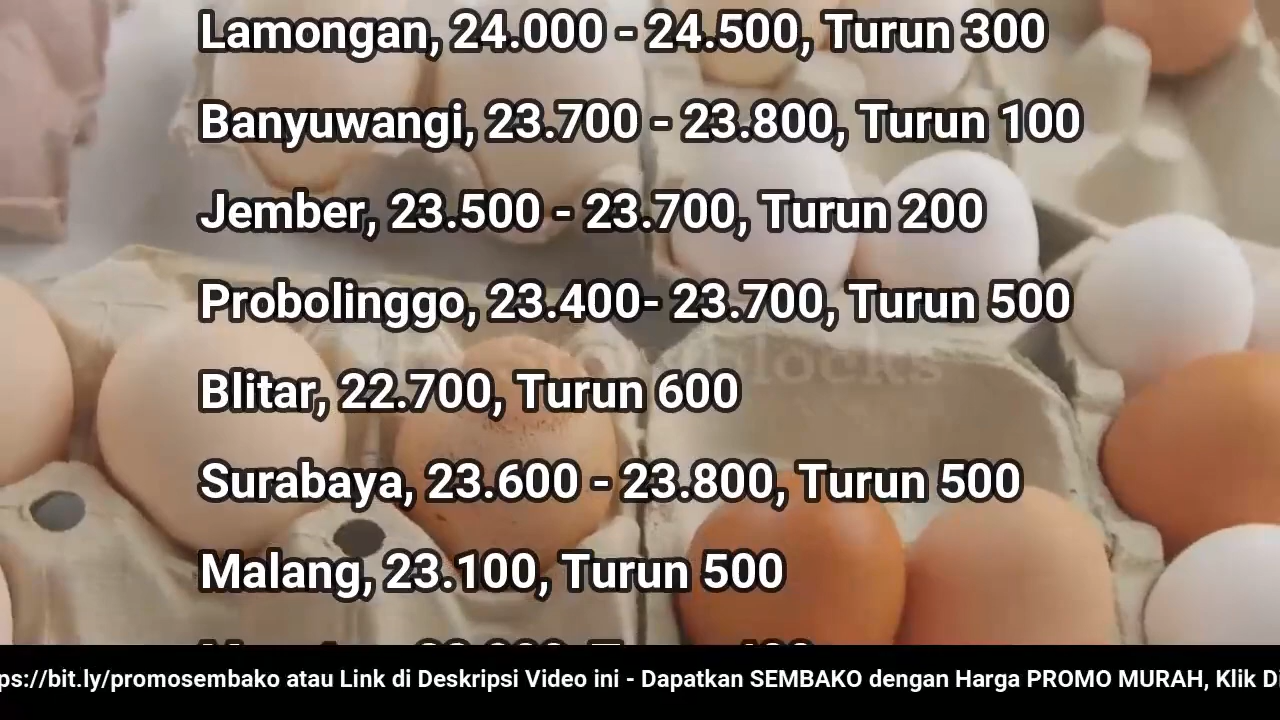 Lamongan, 24.000 - 24.500, Turun 300
Banyuwangi, 23.700 - 23.800, Turun 100
Jember, 23.500 - 23.700, Turun 200
Probolinggo, 23.400- 23.700, Turun 500
Blitar, 22.700, Turun 600
Surabaya, 23.600 - 23.800, Turun 500
Malang, 23.100, Turun 500
ps://bit.ly/promosembako atau Link di Deskripsi Video ini - Dapatkan SEMBAKO dengan Harga PROMO MURAH, Klik Di